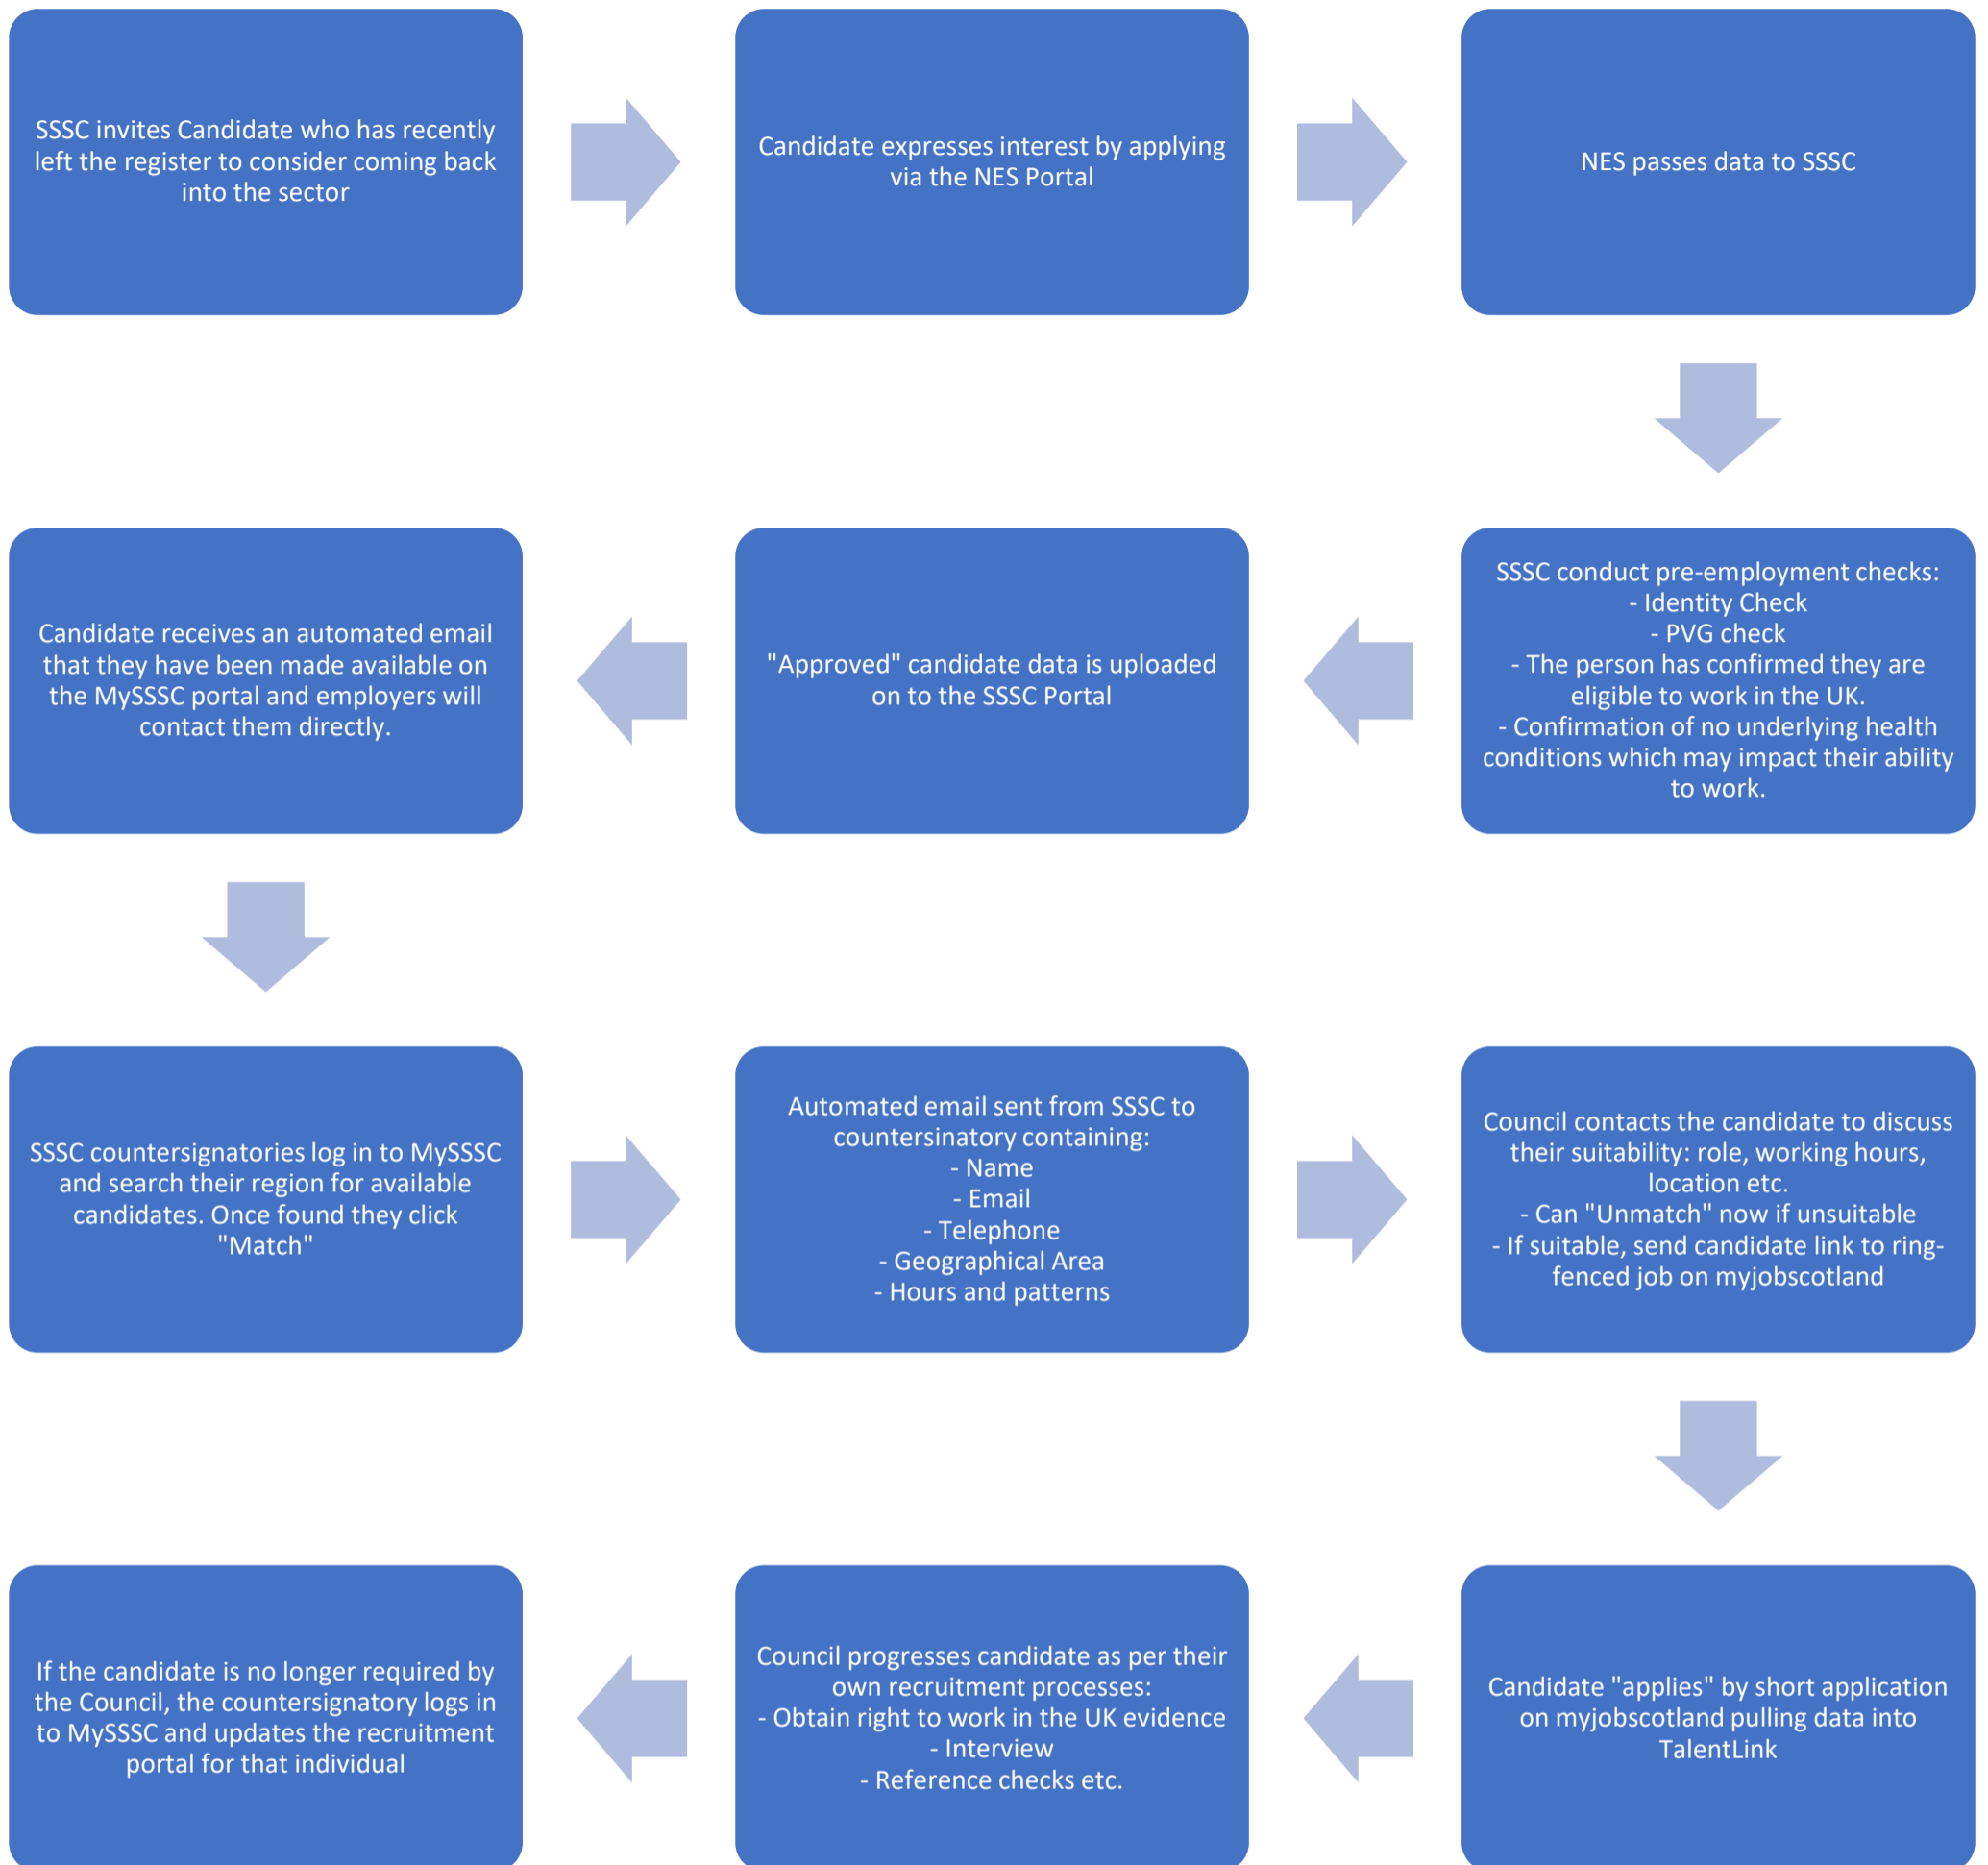 SSSC invites Candidate who has recently
left the register to consider coming back
into the sector
Candidate expresses interest by applying
via the NES Portal
NES passes data to SSSC
SSSC conduct pre-employment checks:
- Identity Check
- PVG check
- The person has confirmed they are
eligible to work in the UK.
- Confirmation of no underlying health
conditions which may impact their ability
to work.
"Approved" candidate data is uploaded
on to the SSSC Portal
Candidate receives an automated email
that they have been made available on
the MySSSC portal and employers will
contact them directly.
SSSC countersignatories log in to MySSSC
and search their region for available
candidates. Once found they click
"Match"
Automated email sent from SSSC to
countersinatory containing:
- Name
- Email
- Telephone
- Geographical Area
- Hours and patterns
Council contacts the candidate to discuss
their suitability: role, working hours,
location etc.
- Can "Unmatch" now if unsuitable
- If suitable, send candidate link to ring-
fenced job on myjobscotland
Candidate "applies" by short application
on myjobscotland pulling data into
TalentLink
Council progresses candidate as per their
own recruitment processes:
- Obtain right to work in the UK evidence
- Interview
- Reference checks etc.
If the candidate is no longer required by
the Council, the countersignatory logs in
to MySSSC and updates the recruitment
portal for that individual